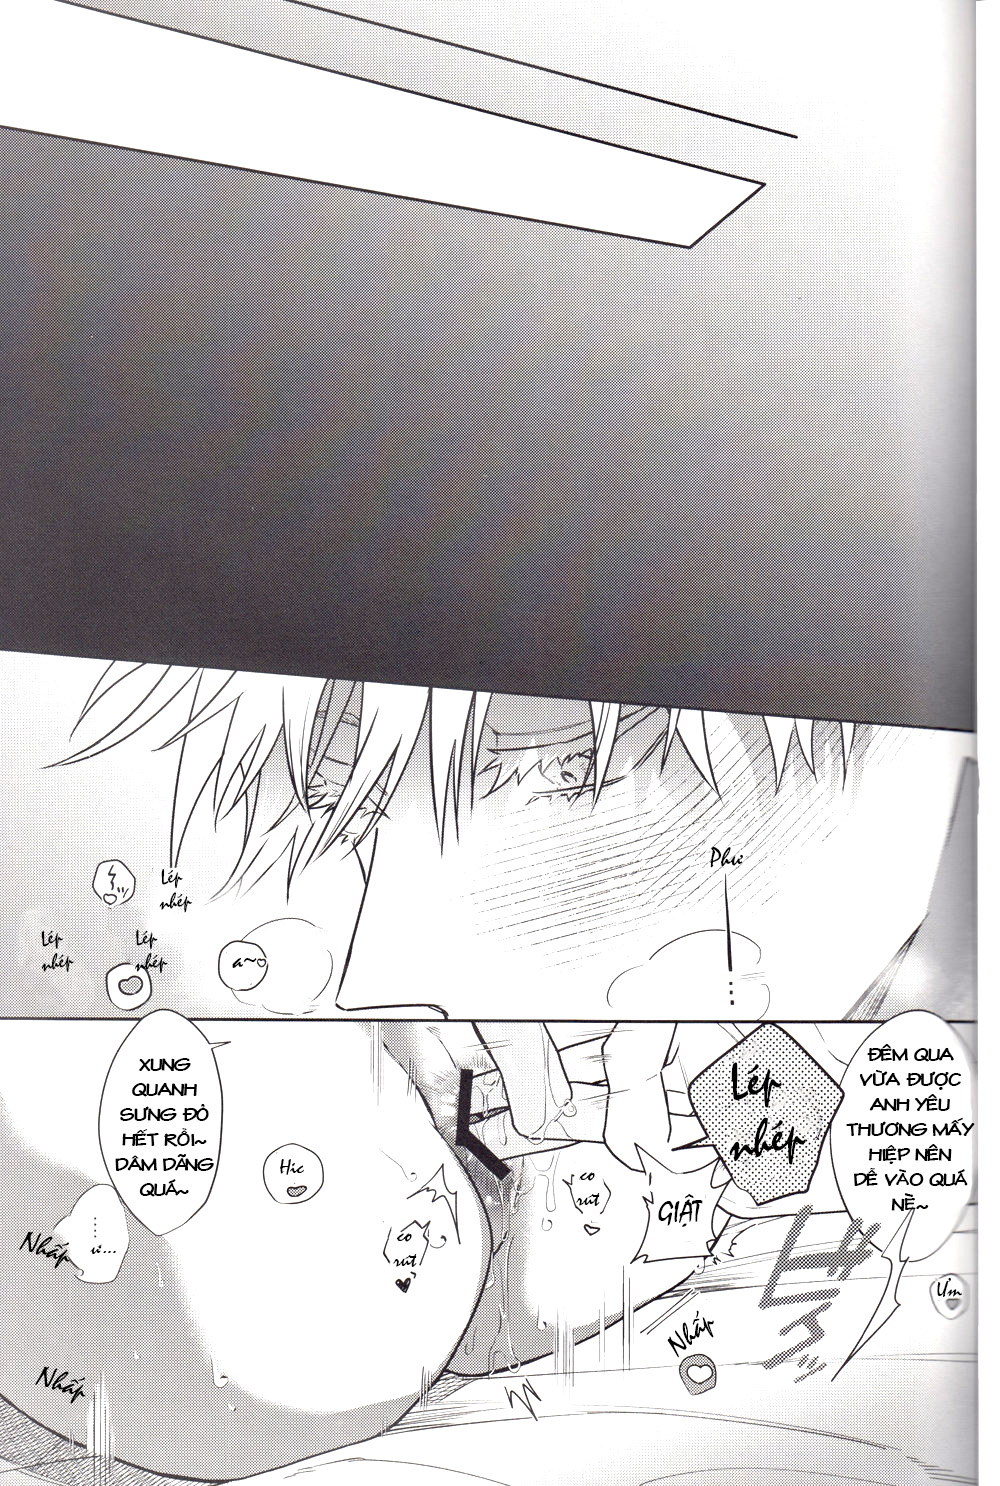 Phư
...
Lép
nhép
Lép
nhép
Lép
nhép
a~
ĐÊM QUA
VỪA ĐƯỢC
ANH YÊU
THƯƠNG MẤY
HIỆP NÊN
DỄ VÀO QUÁ
NÈ~
Lép
nhép
GIẬT
co
rút
co
rút
XUNG
QUANH
SƯNG ĐỎ
HẾT RỒI~
DÂM DÃNG
QUÁ~
Hic
......
ư...
Nhấp
Nhấp
Nhấp
Ưm